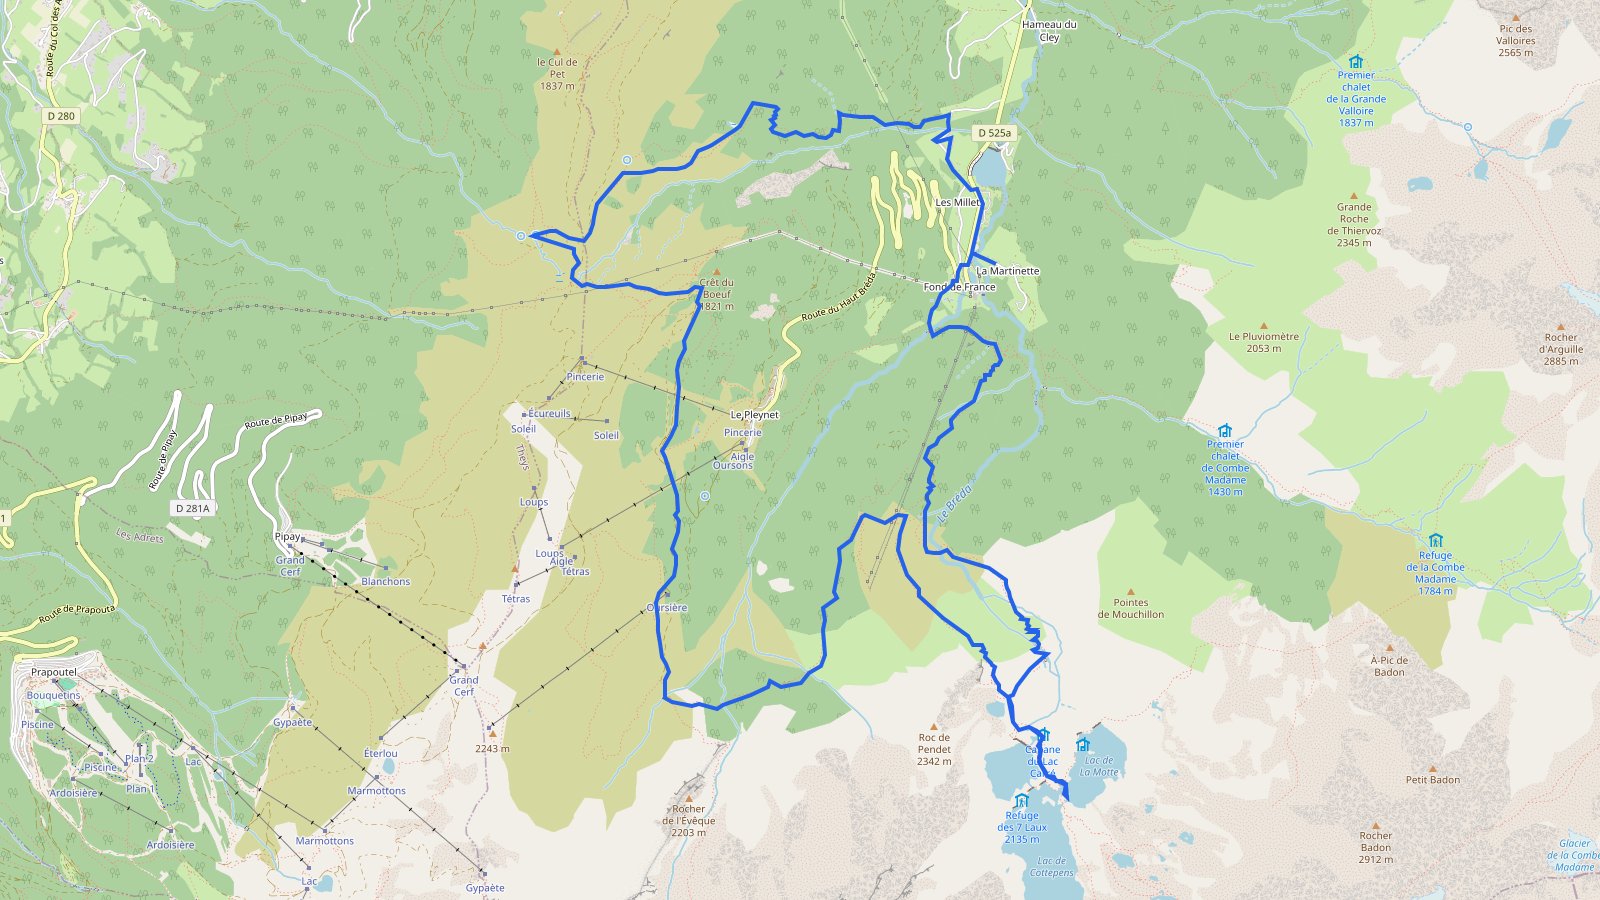 Route du Col des A
Hameau du
Cley
Pic des
Valloires
2565 m
le Cul de
Pet
1837 m
Premier
chalet
de la Grande
Valloire
1837 m
D 280
D 525a
Les Millet
Grande
Roche
de Thiervoz
2345 m
s
La Martinette
Crêt du
Boeuf
1821 m
Fond de France
Route du Haut Bréda
Le Pluviomètre
2053 m
Rocher
d'Arguille
2885 m
Pincerie
Écureuils
Soleil
Soleil
Le Pleynet
Pincerie
Aigle
Oursons
Route de Pipay
Route de Pipay
Theys
Premier
chalet
de Combe
Madame
1430 m
D 281A
1
Loups
Le Bréda
Les Adrets
Pipay
Grand
Cerf
Blanchons
Loups
Aigle
Tétras
Tétras
Refuge
de la Combe
Madame
1784 m
Oursière
Route de Prapouta
Pointes
de Mouchillon
Prapoutel
Bouquetins
Grand
Cerf
À-Pic de
Badon
Piscine
Gypaète
2243 m
Roc de
Pendet
2342 m
Cabane
du Lac
Carré
Lac de
La Motte
Plan 2
Piscine
Plan 1
Lac
Éterlou
Ardoisière
Marmottons
Petit Badon
Rocher
de l'Évêque
2203 m
Refuge
des 7 Laux
2135 m
Ardoisière
Marmottons
Rocher
Badon
2912 m
Glacier
de la Combe
Madame
Lac de
Cottepens
Lac
Gypaète